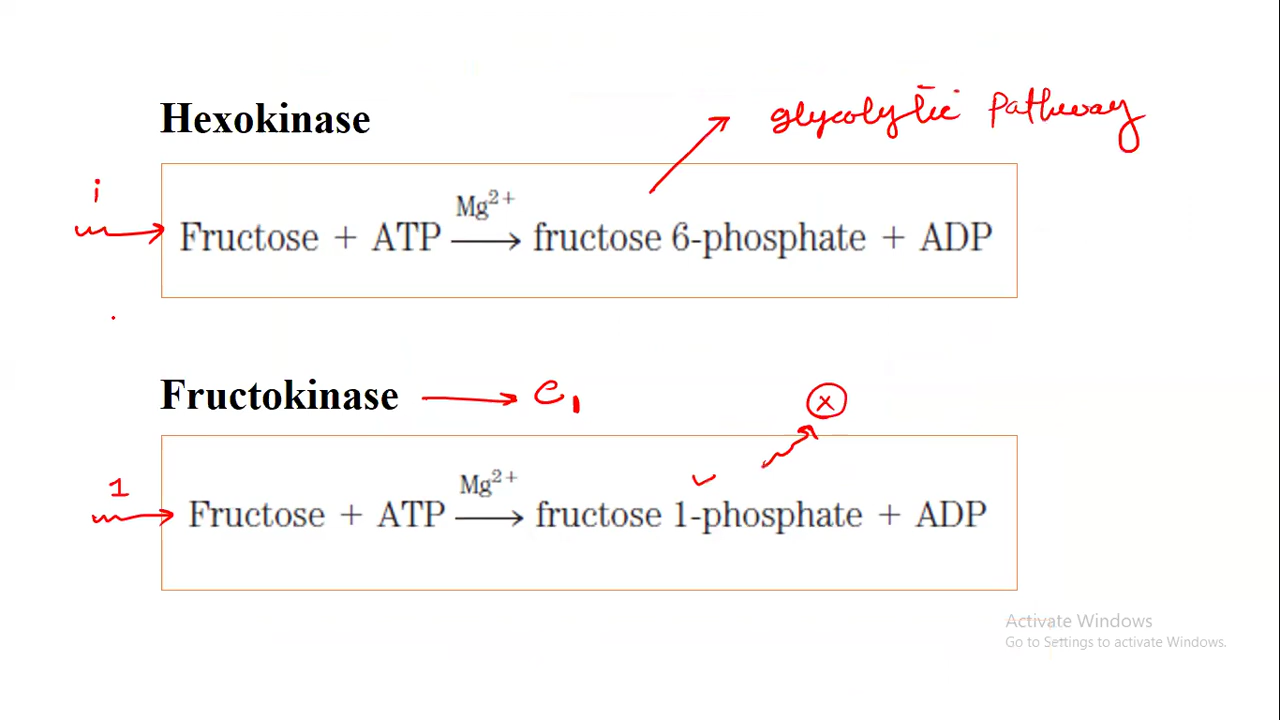 Hexokinase
glycolytic pathway
i
Mg2+
Fructose + ATP ⟶ fructose 6-phosphate + ADP
Fructokinase ⟶ e1
x
1
Mg2+
Fructose + ATP ⟶ fructose 1-phosphate + ADP
Activate Windows
Go to Settings to activate Windows.